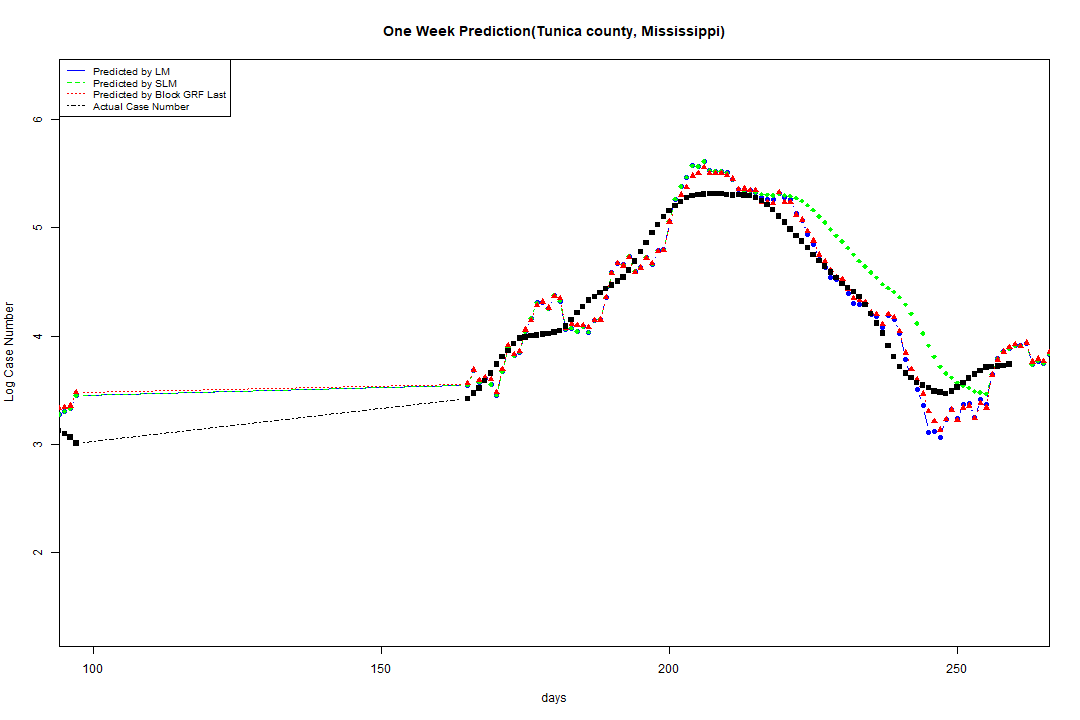 One Week Prediction(Tunica county, Mississippi)
Predicted by LM
Predicted by SLM
Predicted by Block GRF Last
Actual Case Number
6
5
4
3
2
Log Case Number
100 150 200 250
days